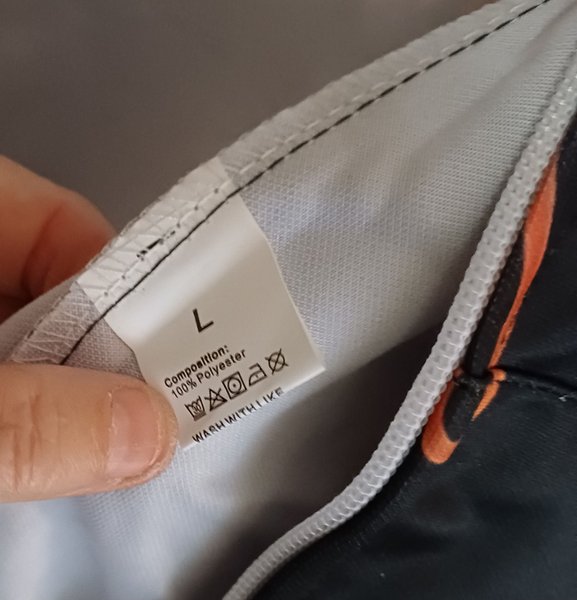 L
Composition:
100% Polyester
WASH WITH LIKE